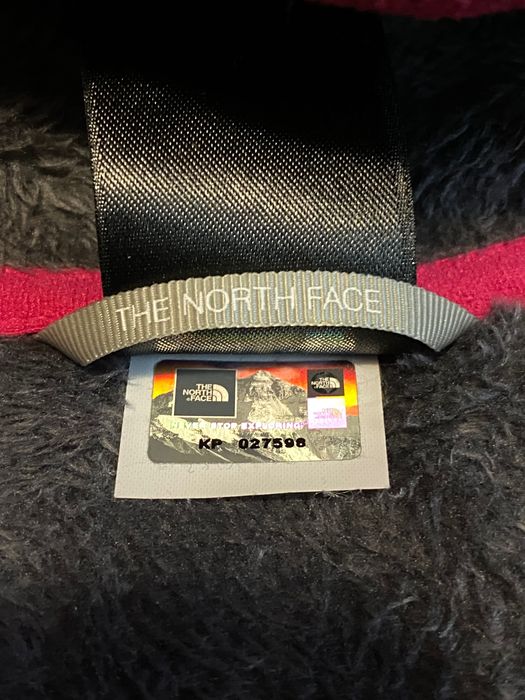 THE NORTH FACE
THE
NORTH
FACE
THE
NORTH
FACE
NEVER STOP EXPLORING
KP 027598